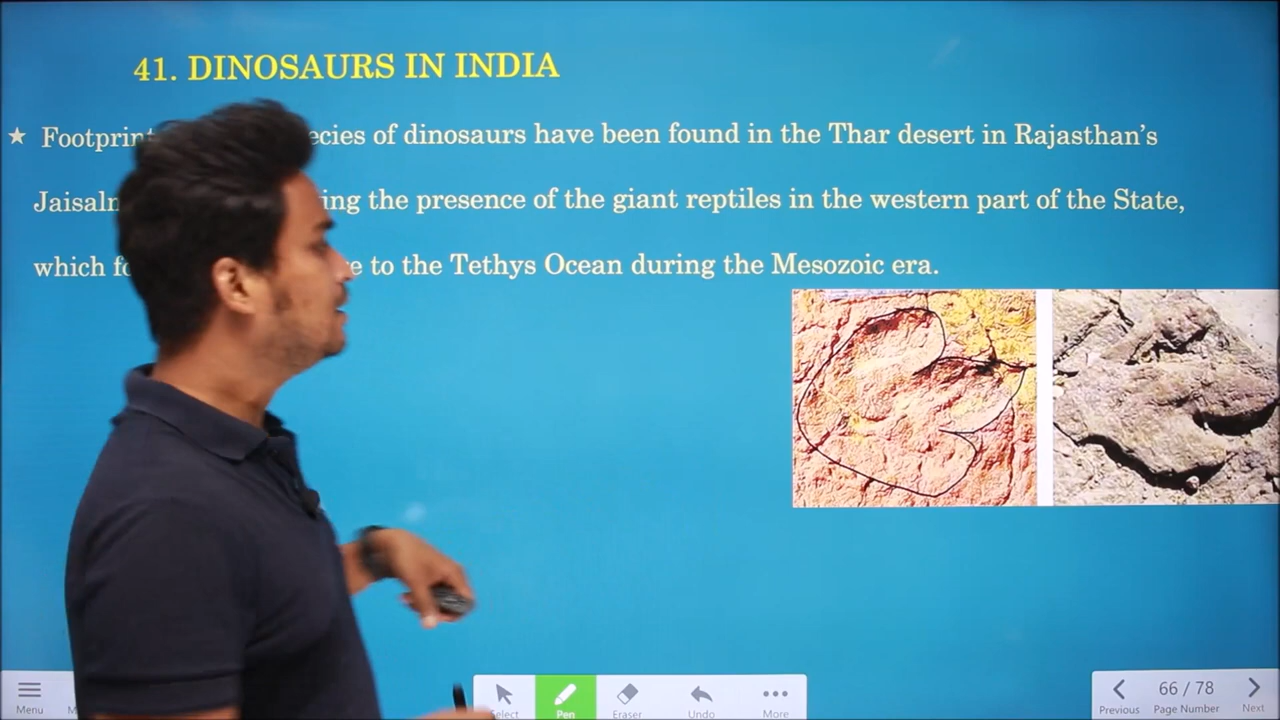 41. DINOSAURS IN INDIA
★ Footprint ecies of dinosaurs have been found in the Thar desert in Rajasthan’s
Jaisaln ing the presence of the giant reptiles in the western part of the State,
which fo e to the Tethys Ocean during the Mesozoic era.
Menu
Select
Pen
Eraser
Undo
More
Previous
66 / 78
Page Number
Next